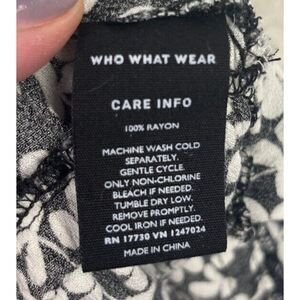 WHO WHAT WEAR
CARE INFO
100% RAYON
MACHINE WASH COLD
SEPARATELY.
GENTLE CYCLE.
ONLY NON-CHLORINE
BLEACH IF NEEDED.
TUMBLE DRY LOW.
REMOVE PROMPTLY.
COOL IRON IF NEEDED.
RN 17730 VN 1247024
MADE IN CHINA